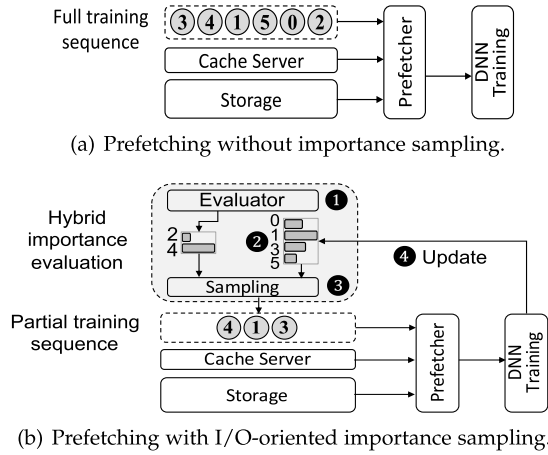 Full training
sequence
3 4 1 5 0 2
Cache Server
Storage
Prefetcher
DNN
Training
(a) Prefetching without importance sampling.
Hybrid
importance
evaluation
Evaluator
1
2
4
2
0
1
3
5
4 Update
Sampling
3
Partial training
sequence
4 1 3
Cache Server
Storage
Prefetcher
DNN
Training
(b) Prefetching with I/O-oriented importance sampling.